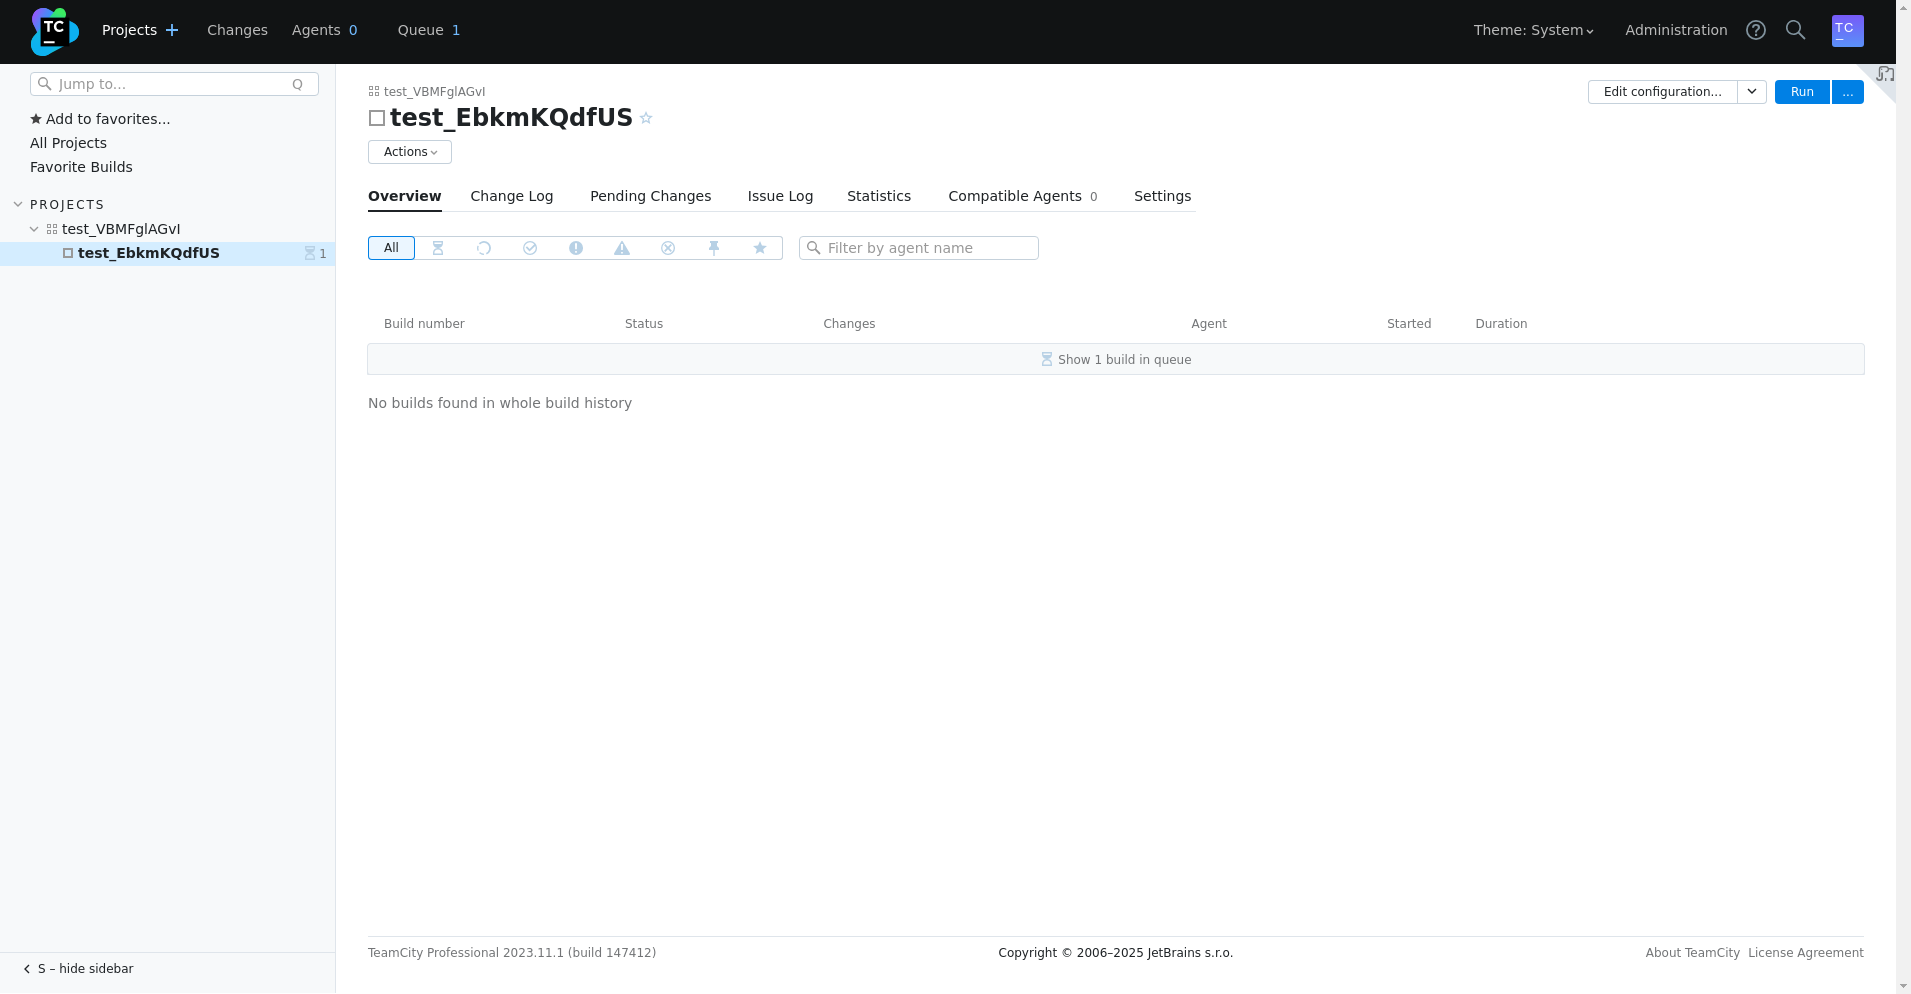 TC
Projects
Changes
Agents 0
Queue 1
Theme: System
Administration
TC
Jump to...
Q
Add to favorites...
All Projects
Favorite Builds
PROJECTS
test_VBMFglAGvI
test_EbkmKQdfUS
1
S – hide sidebar
test_VBMFglAGvI
test_EbkmKQdfUS
Edit configuration...
Run
...
Actions
Overview
Change Log
Pending Changes
Issue Log
Statistics
Compatible Agents 0
Settings
All
Filter by agent name
Build number
Status
Changes
Agent
Started
Duration
Show 1 build in queue
No builds found in whole build history
TeamCity Professional 2023.11.1 (build 147412)
Copyright © 2006–2025 JetBrains s.r.o.
About TeamCity
License Agreement